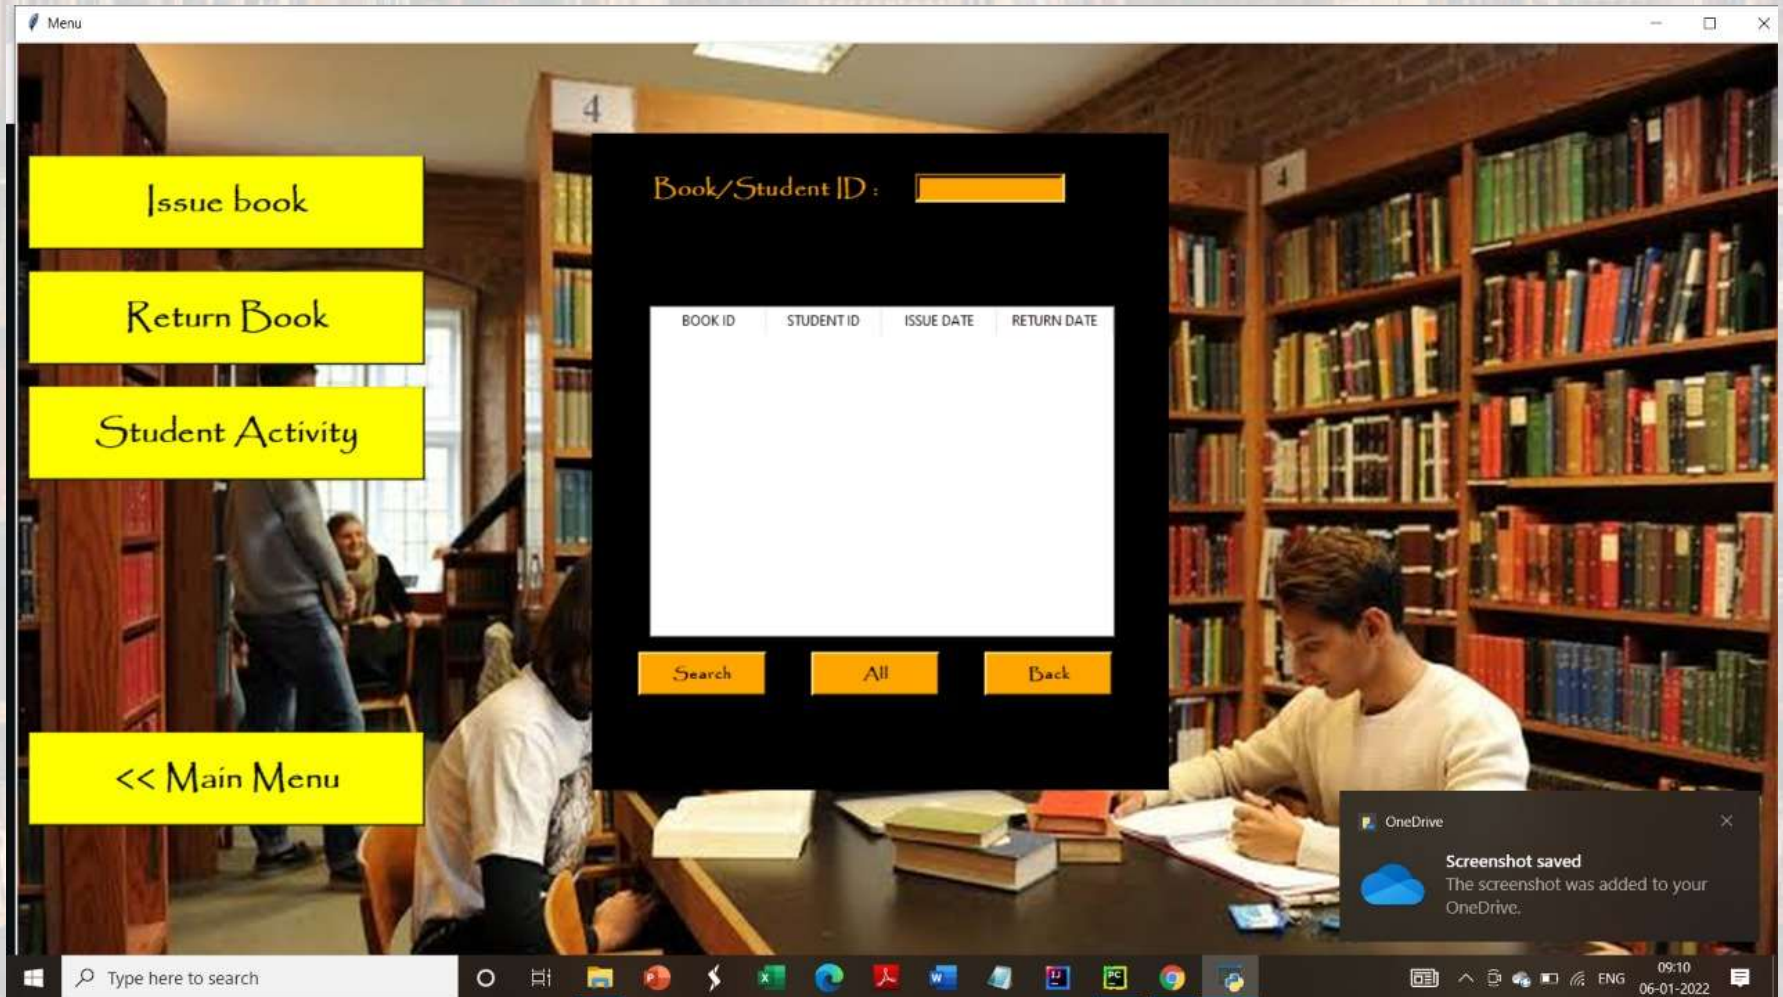 Menu
4
4
Issue book
Return Book
Student Activity
<< Main Menu
Book/Student ID :
BOOK ID STUDENT ID ISSUE DATE RETURN DATE
Search All Back
OneDrive
Screenshot saved
The screenshot was added to your
OneDrive.
Type here to search
ENG
09:10
06-01-2022